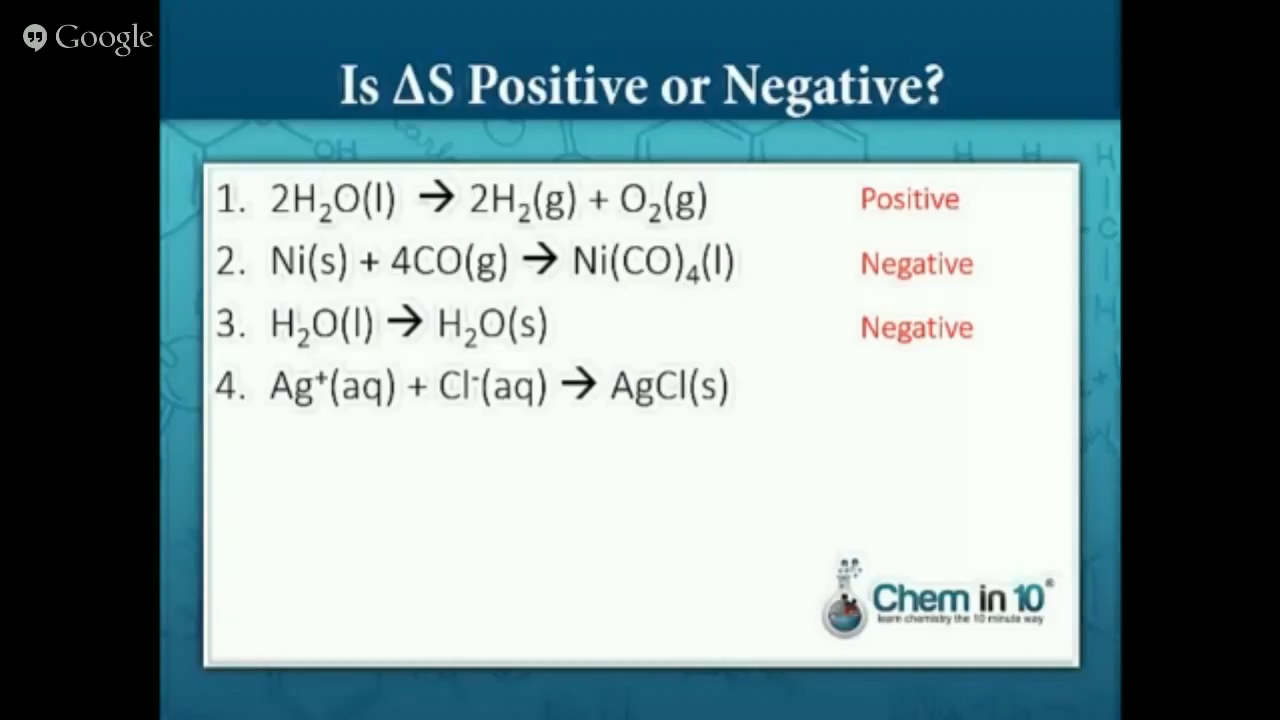 Google
Is ΔS Positive or Negative?
1. 2H₂O(l) → 2H₂(g) + O₂(g) Positive
2. Ni(s) + 4CO(g) → Ni(CO)₄(l) Negative
3. H₂O(l) → H₂O(s) Negative
4. Ag⁺(aq) + Cl⁻(aq) → AgCl(s)
Chem in 10®
learn chemistry the 10 minute way
OH
H H H
C
H